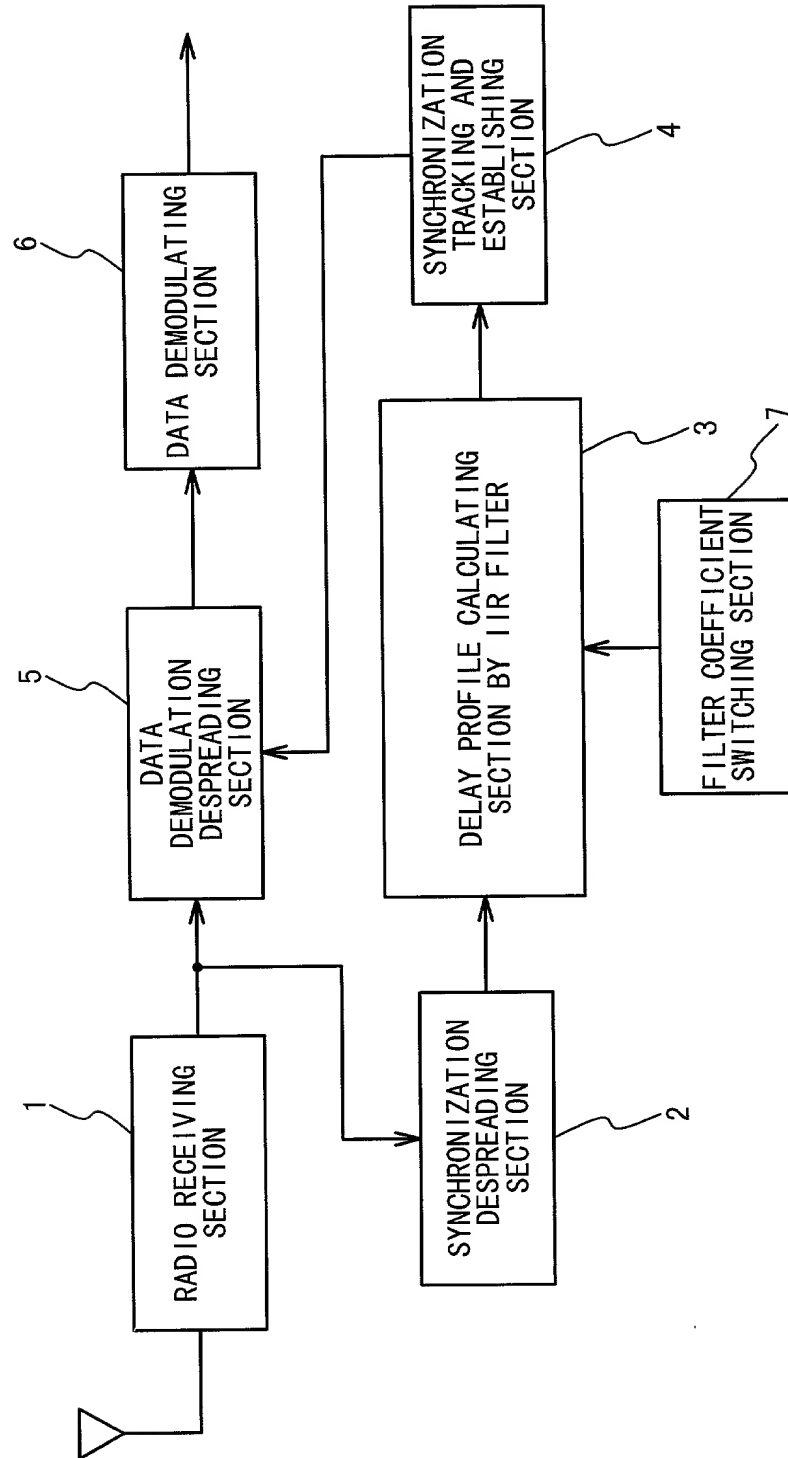 1
RADIO RECEIVING
SECTION
5
DATA
DEMODULATION
DESPREADING
SECTION
6
DATA DEMODULATING
SECTION
SYNCHRONIZATION
DESPREADING
SECTION
2
DELAY PROFILE CALCULATING
SECTION BY IIR FILTER
3
SYNCHRONIZATION
TRACKING AND
ESTABLISHING
SECTION
4
FILTER COEFFICIENT
SWITCHING SECTION
7